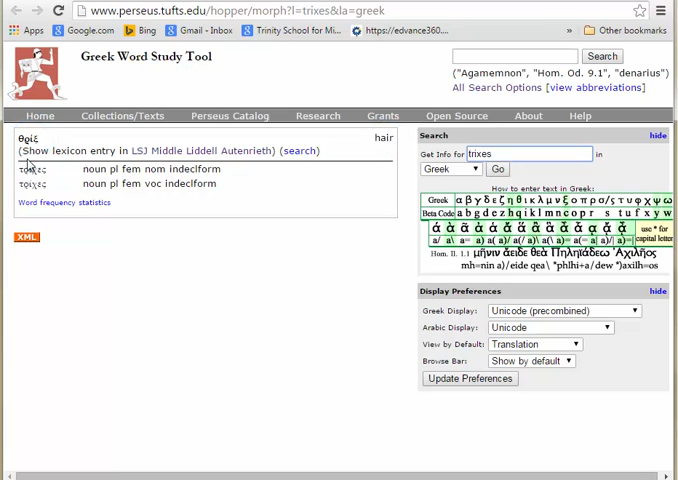 www.perseus.tufts.edu/hopper/morph?l=trixes&la=greek
Apps Google.com Bing Gmail - Inbox Trinity School for Mi... https://edvance360.... » Other bookmarks
Greek Word Study Tool
Search
("Agamemnon", "Hom. Od. 9.1", "denarius")
All Search Options [view abbreviations]
Home Collections/Texts Perseus Catalog Research Grants Open Source About Help
θρίξ hair
(Show lexicon entry in LSJ Middle Liddell Autenrieth) (search)
τρίχες noun pl fem nom indeclform
τρίχες noun pl fem voc indeclform
Word frequency statistics
XML
Search hide
Get Info for trixes in
Greek Go
How to enter text in Greek:
Greek α β γ δ ε ζ η θ ι κ λ μ ν ξ ο π ρ σ/ς τ υ φ χ ψ ω
Beta Code a b g d e z h q i k l m n c o p r s t u f x y w
ά ὰ ᾶ ἀ ἄ ἂ ἆ ἁ ἅ ἃ ἇ ᾳ ᾴ use * for
a/ a\ a= a) a)/ a)\ a)= a( a(/ a(\ a(= a| a/| capital letter
Hom. Il. 1.1 μῆνιν ἄειδε θεὰ Πηληϊάδεω Ἀχιλῆος
mh=nin a)/eide qea\ *phlhi+a/dew *)axilh=os
Display Preferences hide
Greek Display: Unicode (precombined)
Arabic Display: Unicode
View by Default: Translation
Browse Bar: Show by default
Update Preferences